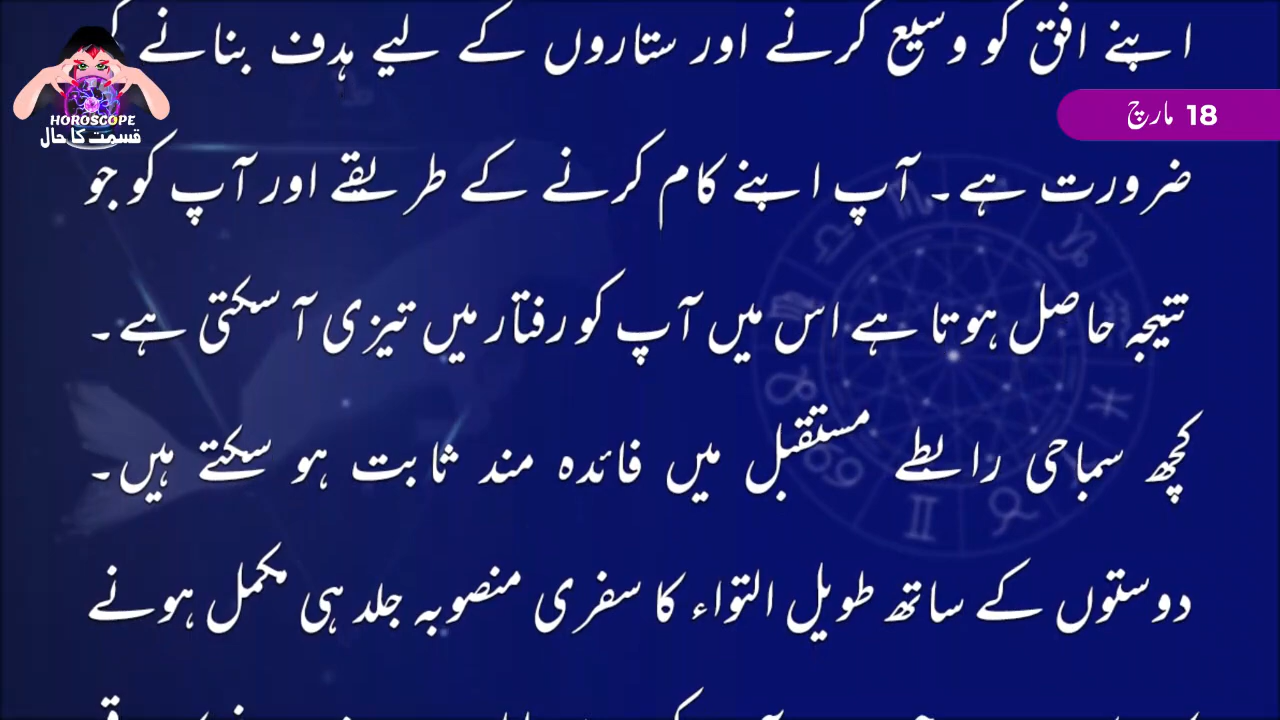 اپنے افق کو وسیع کرنے اور ستاروں کے لیے ہدف بنانے کی
HOROSCOPE
قسمت کا حال
18 مارچ
ضرورت ہے۔ آپ اپنے کام کرنے کے طریقے اور آپ کو جو
نتیجہ حاصل ہوتا ہے اس میں آپ کو رفتار میں تیزی آ سکتی ہے۔
کچھ سماجی رابطے مستقبل میں فائدہ مند ثابت ہو سکتے ہیں۔
دوستوں کے ساتھ طویل التواء کا سفری منصوبہ جلد ہی مکمل ہونے